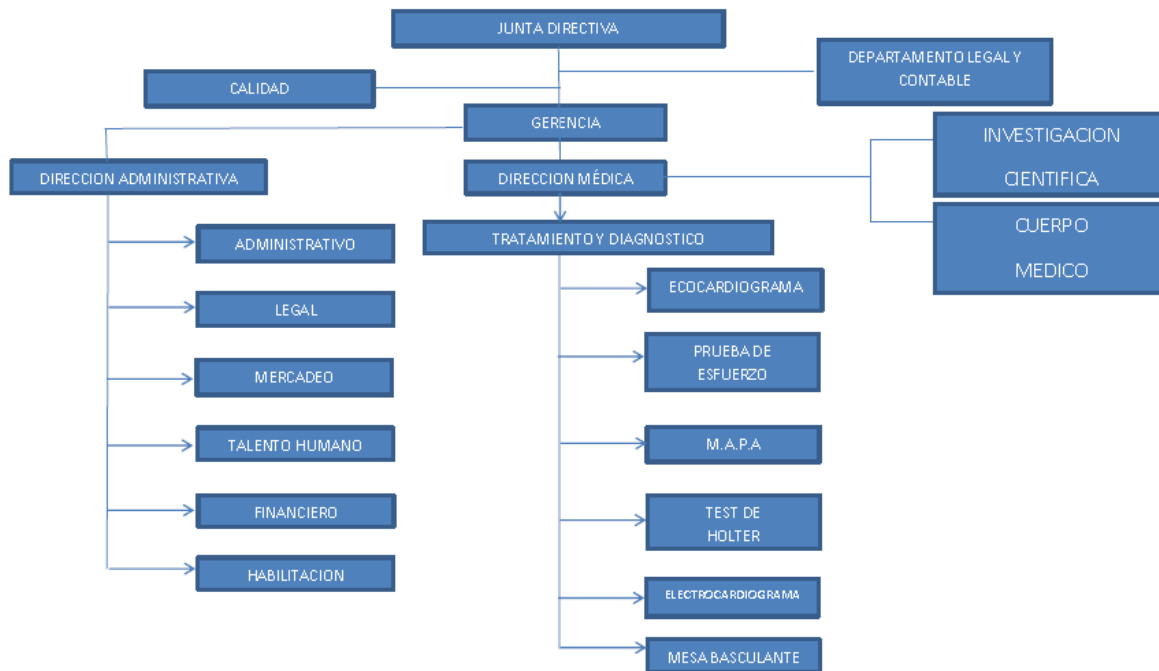 JUNTA DIRECTIVA
DEPARTAMENTO LEGAL Y
CONTABLE
CALIDAD
GERENCIA
INVESTIGACION
CIENTIFICA
DIRECCION ADMINISTRATIVA
DIRECCION MÉDICA
CUERPO
MEDICO
TRATAMIENTO Y DIAGNOSTICO
ADMINISTRATIVO
LEGAL
MERCADEO
TALENTO HUMANO
FINANCIERO
HABILITACION
ECOCARDIOGRAMA
PRUEBA DE
ESFUERZO
M.A.P.A
TEST DE
HOLTER
ELECTROCARDIOGRAMA
MESA BASCULANTE